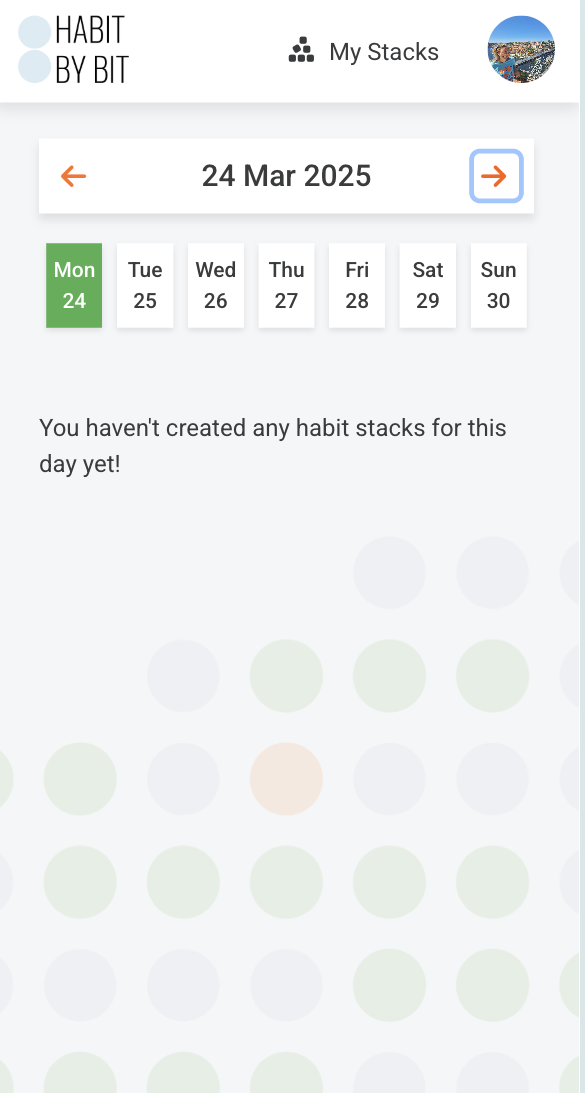 HABIT
BY BIT
My Stacks
24 Mar 2025
Mon Tue Wed Thu Fri Sat Sun
24 25 26 27 28 29 30
You haven't created any habit stacks for this
day yet!